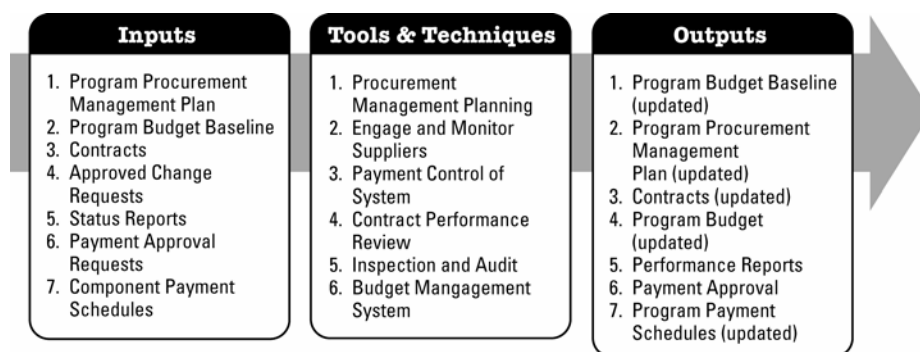 Inputs
1. Program Procurement
Management Plan
2. Program Budget Baseline
3. Contracts
4. Approved Change
Requests
5. Status Reports
6. Payment Approval
Requests
7. Component Payment
Schedules
Tools & Techniques
1. Procurement
Management Planning
2. Engage and Monitor
Suppliers
3. Payment Control of
System
4. Contract Performance
Review
5. Inspection and Audit
6. Budget Mangagement
System
Outputs
1. Program Budget Baseline
(updated)
2. Program Procurement
Management
Plan (updated)
3. Contracts (updated)
4. Program Budget
(updated)
5. Performance Reports
6. Payment Approval
7. Program Payment
Schedules (updated)